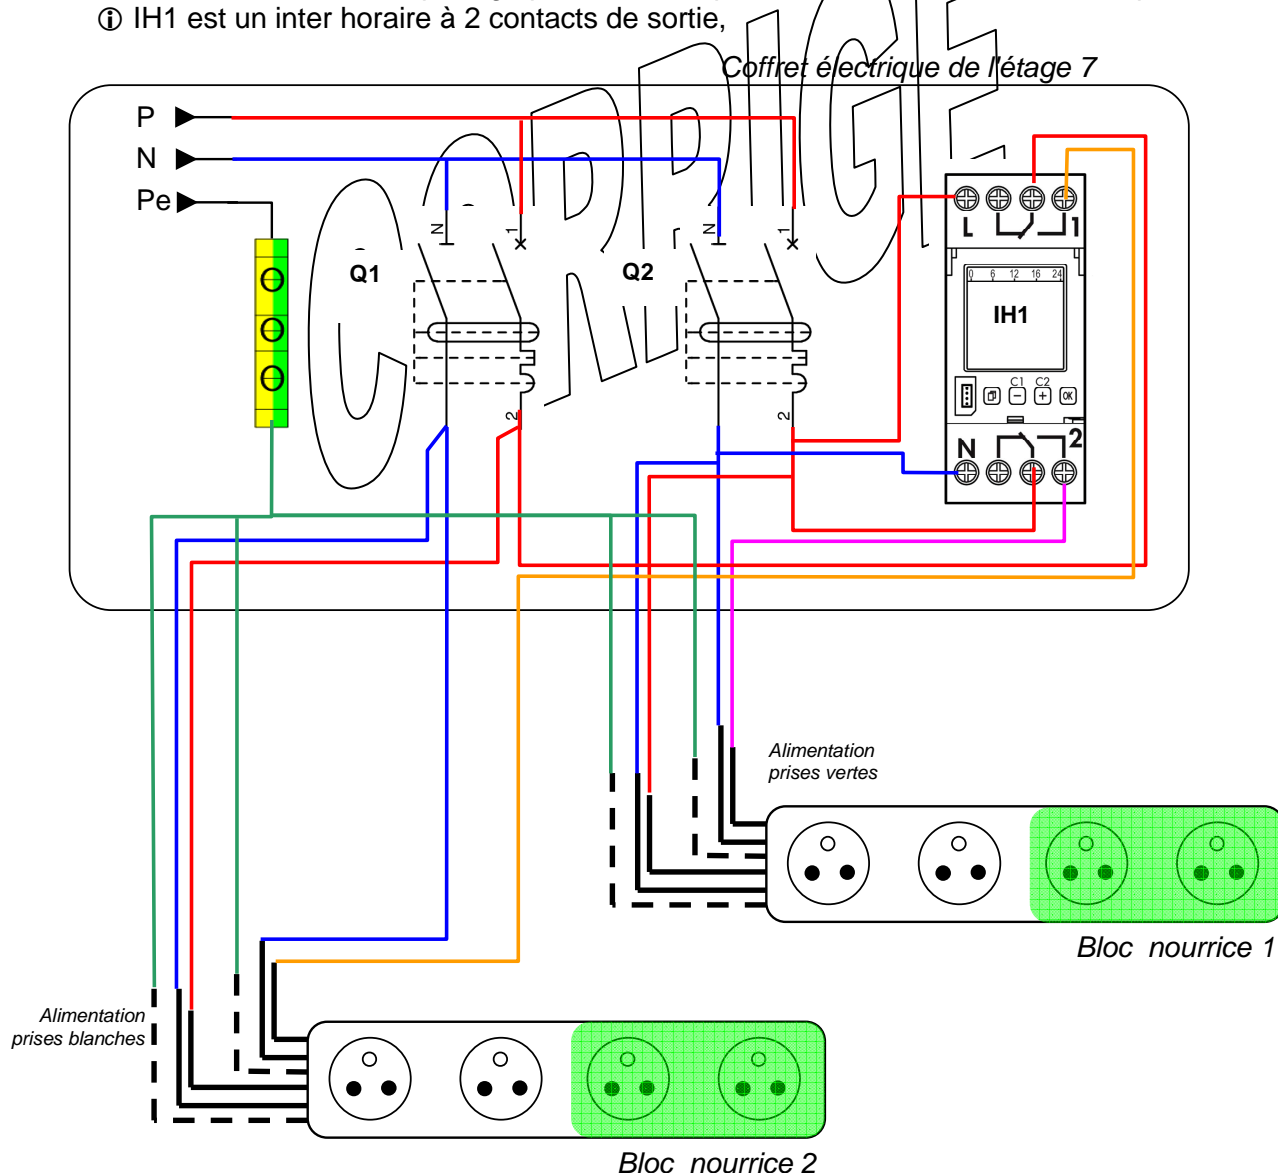 🛈 IH1 est un inter horaire à 2 contacts de sortie,
Coffret électrique de l'étage 7
CORRIGE
P
N
Pe
N
1
Q1
2
N
1
Q2
2
L
1
0 6 12 16 24
IH1
C1 C2
− + OK
N
2
Alimentation
prises vertes
Bloc nourrice 1
Alimentation
prises blanches
Bloc nourrice 2